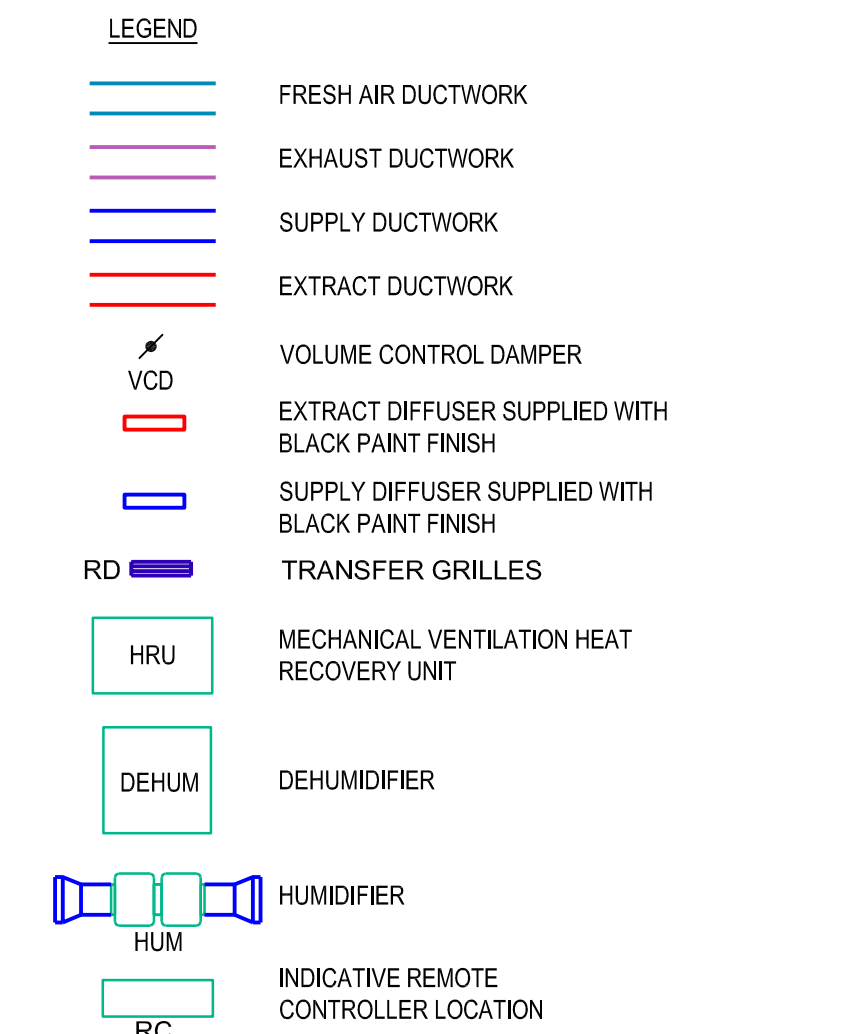 LEGEND
FRESH AIR DUCTWORK
EXHAUST DUCTWORK
SUPPLY DUCTWORK
EXTRACT DUCTWORK
VCD
VOLUME CONTROL DAMPER
EXTRACT DIFFUSER SUPPLIED WITH
BLACK PAINT FINISH
SUPPLY DIFFUSER SUPPLIED WITH
BLACK PAINT FINISH
RD
TRANSFER GRILLES
HRU
MECHANICAL VENTILATION HEAT
RECOVERY UNIT
DEHUM
DEHUMIDIFIER
HUM
HUMIDIFIER
RC
INDICATIVE REMOTE
CONTROLLER LOCATION